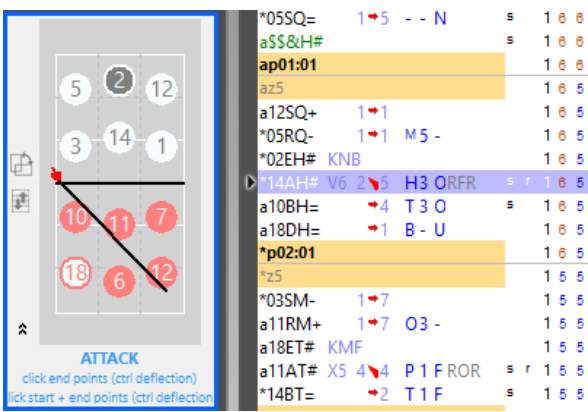 5 2 12
3 14 1
10 11 7
18 6 12
ATTACK
click end points (ctrl deflection)
lick start + end points (ctrl deflection
*05SQ= 1 5 - - N s 1 6 6
a$$&H# s 1 6 6
ap01:01 1 6 6
az5 1 6 5
a12SQ+ 1 1 1 6 5
*05RQ- 1 1 M 5 - 1 6 5
*02EH# KNB 1 6 5
*14AH# V6 2 5 H3 O RFR s r 1 6 5
a10BH= 4 T 3 O s 1 6 5
a18DH= 1 B - U 1 6 5
*p02:01 1 6 5
*z5 1 5 5
*03SM- 1 7 1 5 5
a11RM+ 1 7 O3 - 1 5 5
a18ET# KMF 1 5 5
a11AT# X5 4 4 P 1 F ROR s r 1 5 5
*14BT= 2 T 1 F s 1 5 5